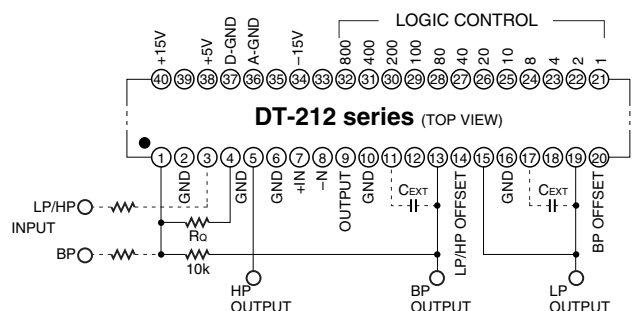 LOGIC CONTROL
+15V +5V D-GND A-GND –15V 800 400 200 100 80 40 20 10 8 4 2 1
40 39 38 37 36 35 34 33 32 31 30 29 28 27 26 25 24 23 22 21
DT-212 series (TOP VIEW)
1 2 3 4 5 6 7 8 9 10 11 12 13 14 15 16 17 18 19 20
GND GND GND +IN –N OUTPUT GND CEXT LP/HP OFFSET GND CEXT BP OFFSET
LP/HP
INPUT
RQ
BP
10k
HP OUTPUT
BP OUTPUT
LP OUTPUT